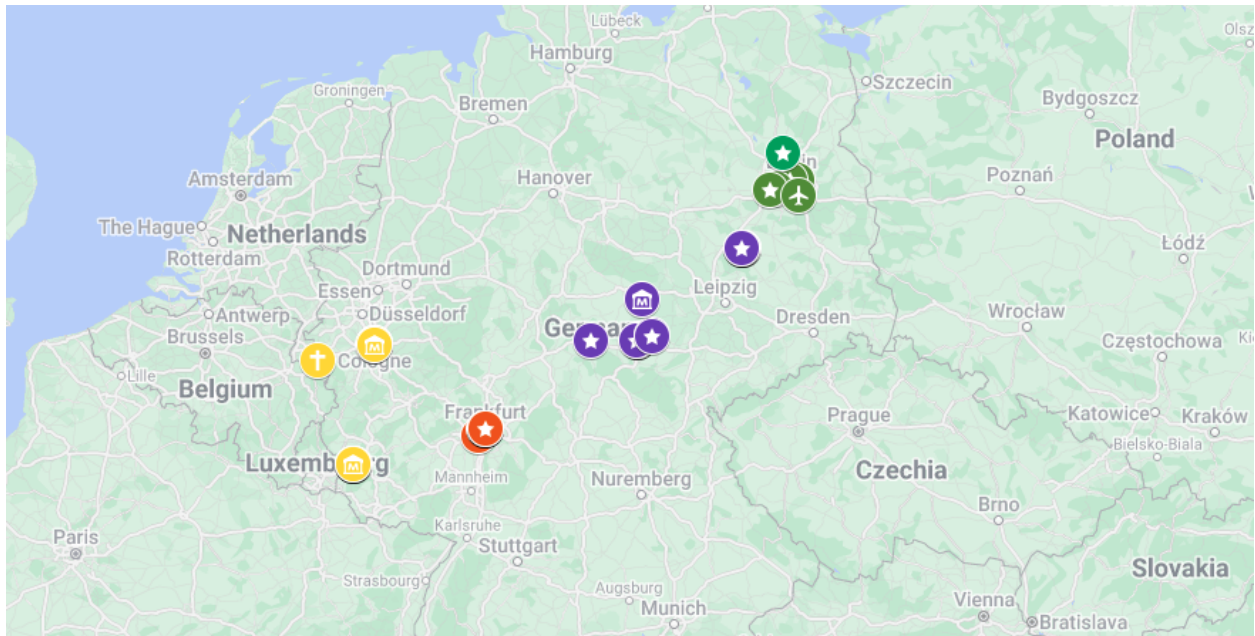 Lübeck
Olsz
Hamburg
Szczecin
Groningen
Bydgoszcz
Bremen
Poland
Amsterdam
Hanover
Poznań
The Hague
Netherlands
Rotterdam
Łódź
Dortmund
Essen
Leipzig
Antwerp
Düsseldorf
Wrocław
Dresden
Brussels
Częstochowa
Cologne
Lille
Belgium
Frankfurt
Prague
Katowice
Kraków
Bielsko-Biala
Luxemb
g
Czechia
Mannheim
Nuremberg
Brno
Karlsruhe
Paris
Stuttgart
Slovakia
Strasbourg
Augsburg
Vienna
Munich
Bratislava